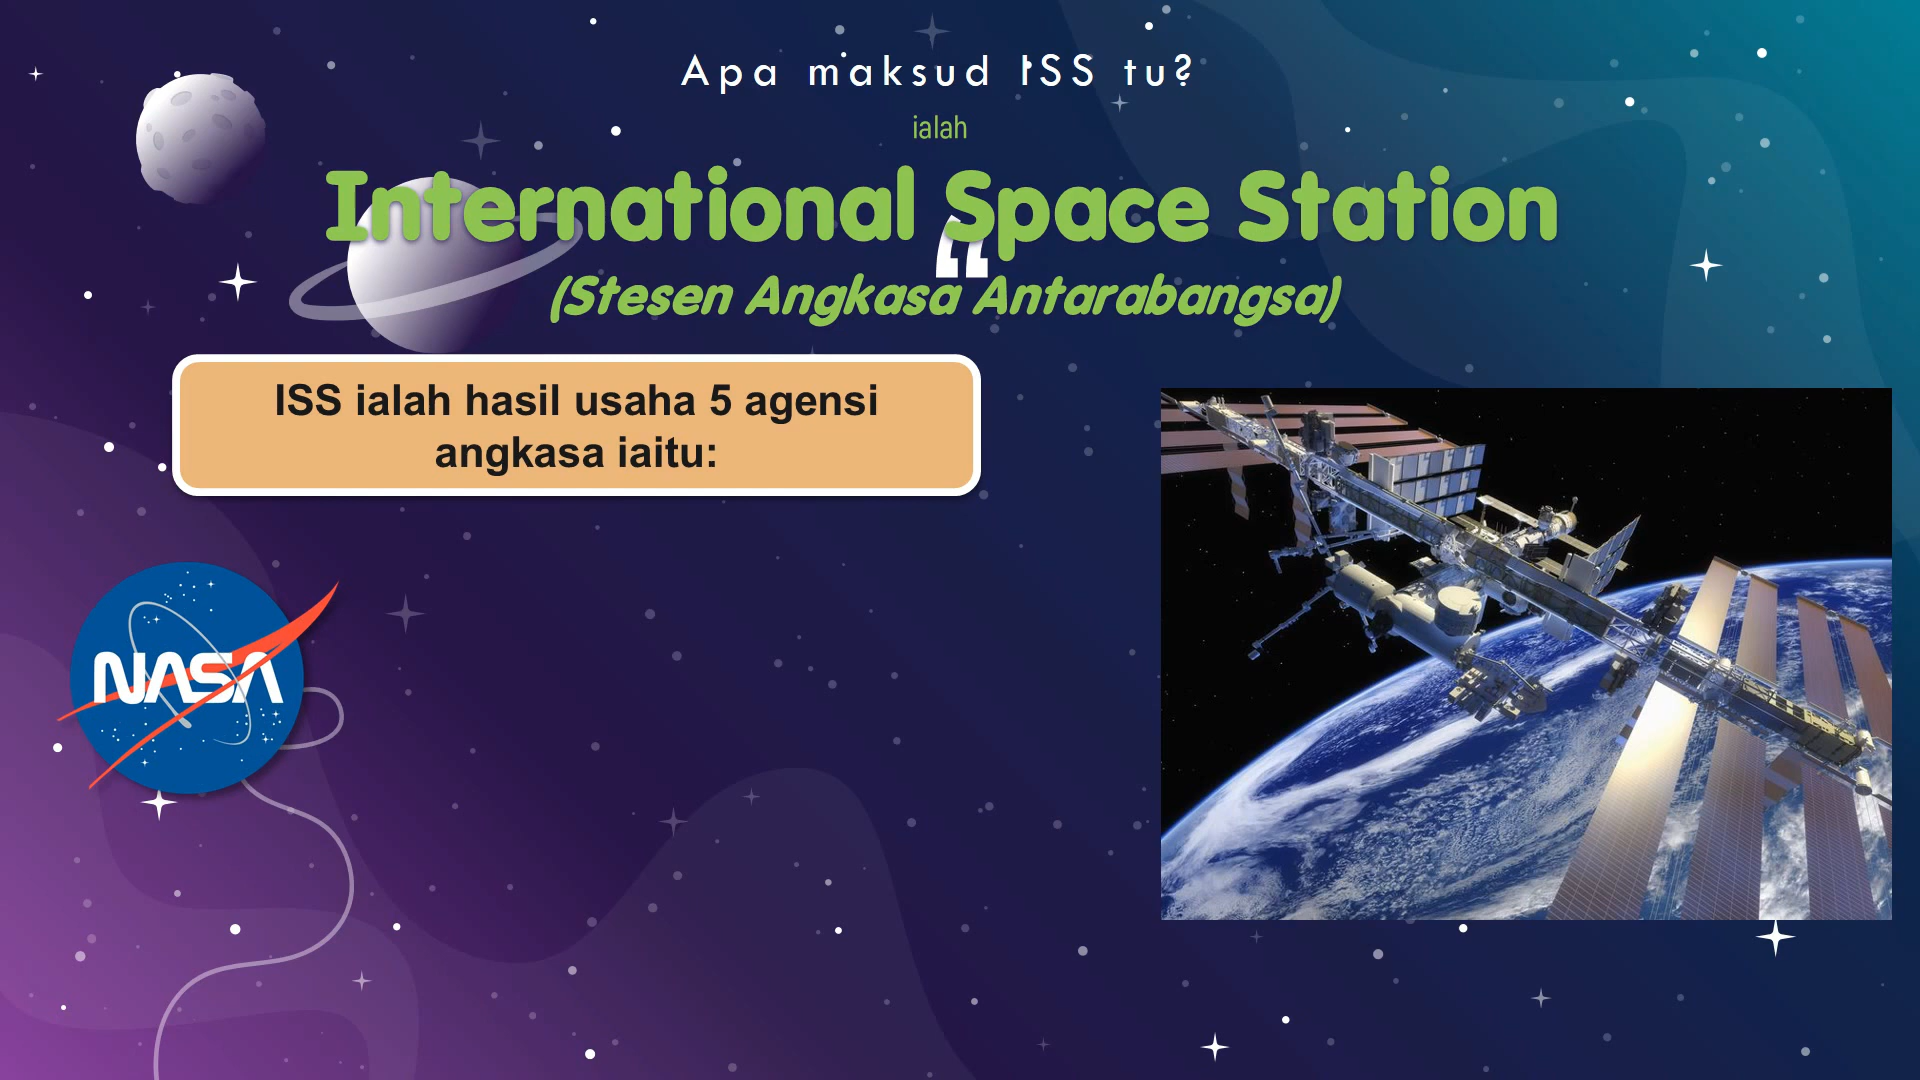 Apa maksud ISS tu?
ialah
International Space Station
“
(Stesen Angkasa Antarabangsa)
ISS ialah hasil usaha 5 agensi
angkasa iaitu:
NASA